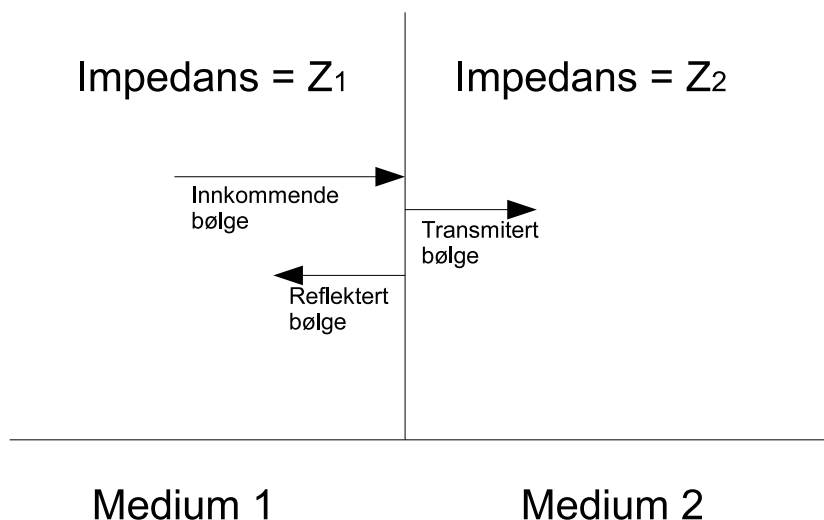 Impedans = Z1
Impedans = Z2
Innkommende
bølge
Transmitert
bølge
Reflektert
bølge
Medium 1
Medium 2